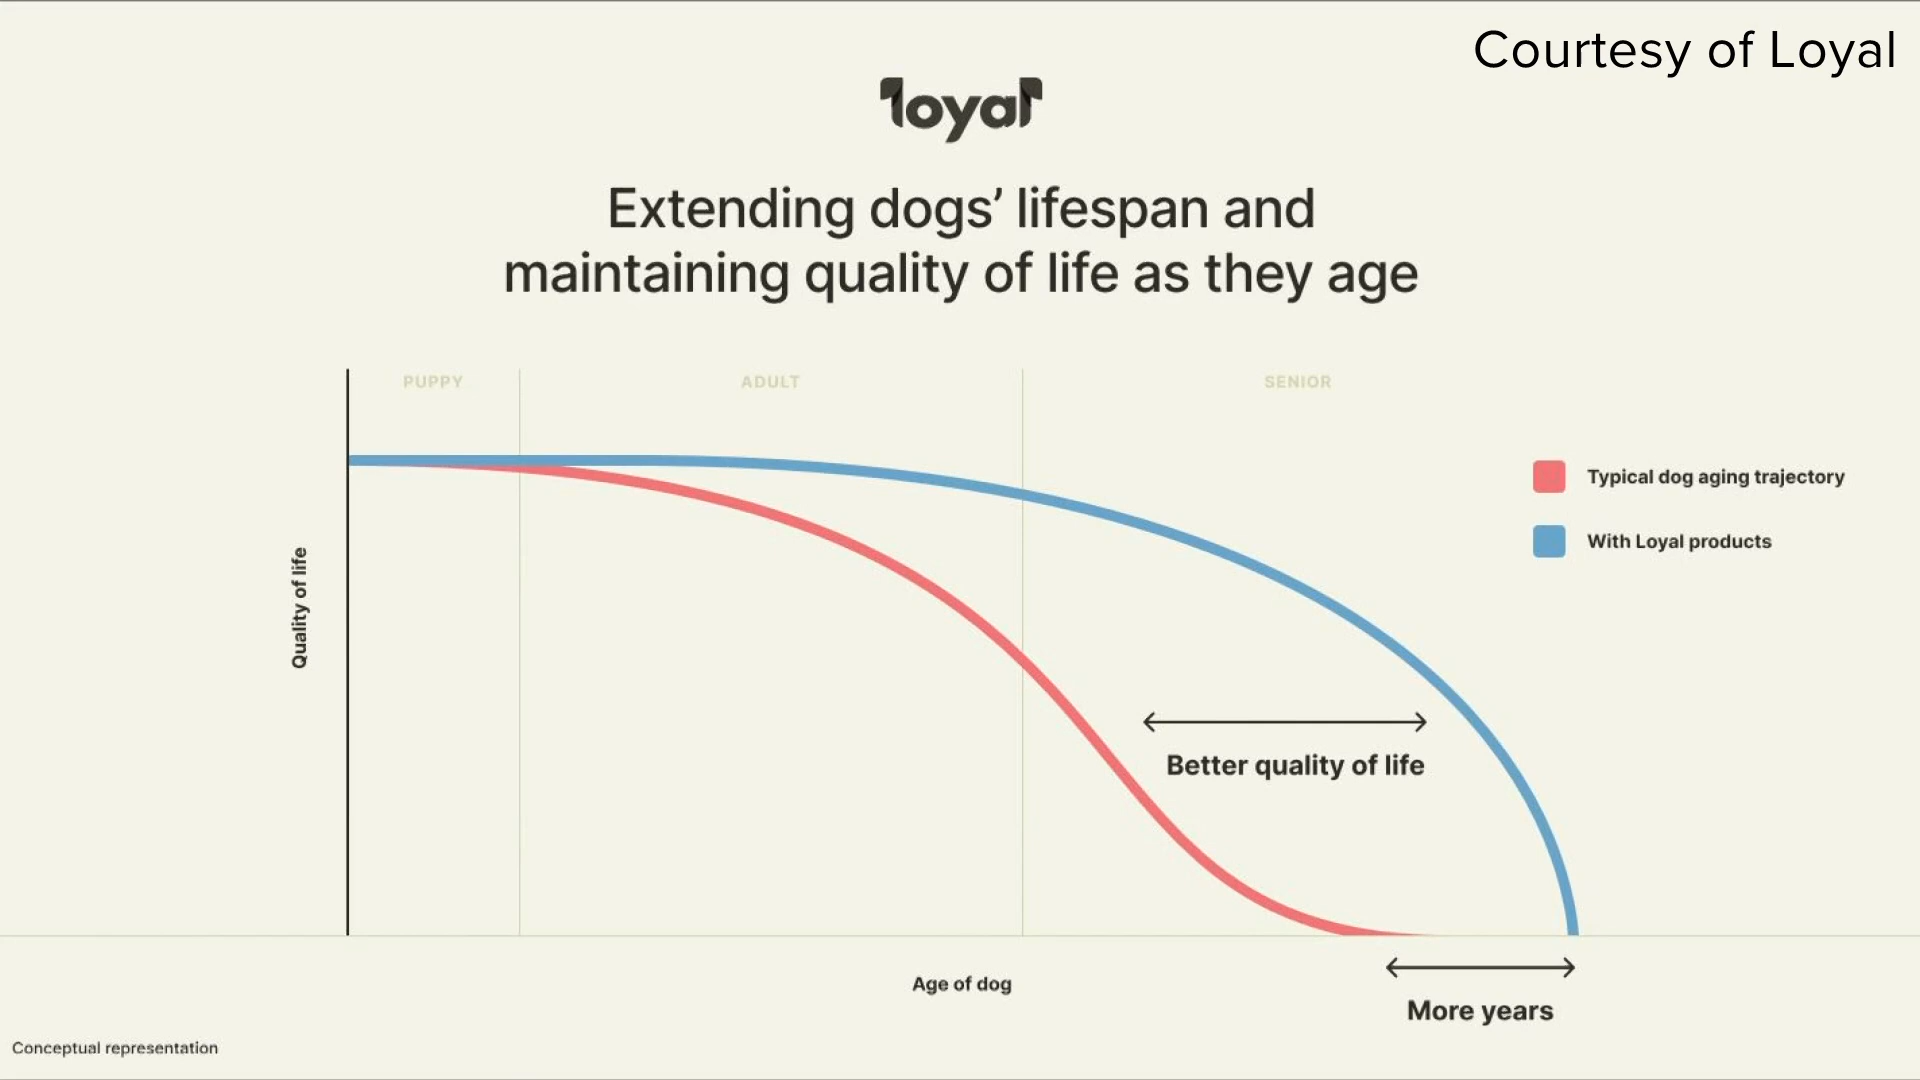 Courtesy of Loyal
loyal
Extending dogs’ lifespan and
maintaining quality of life as they age
PUPPY
ADULT
SENIOR
Typical dog aging trajectory
With Loyal products
Quality of life
Better quality of life
Age of dog
More years
Conceptual representation